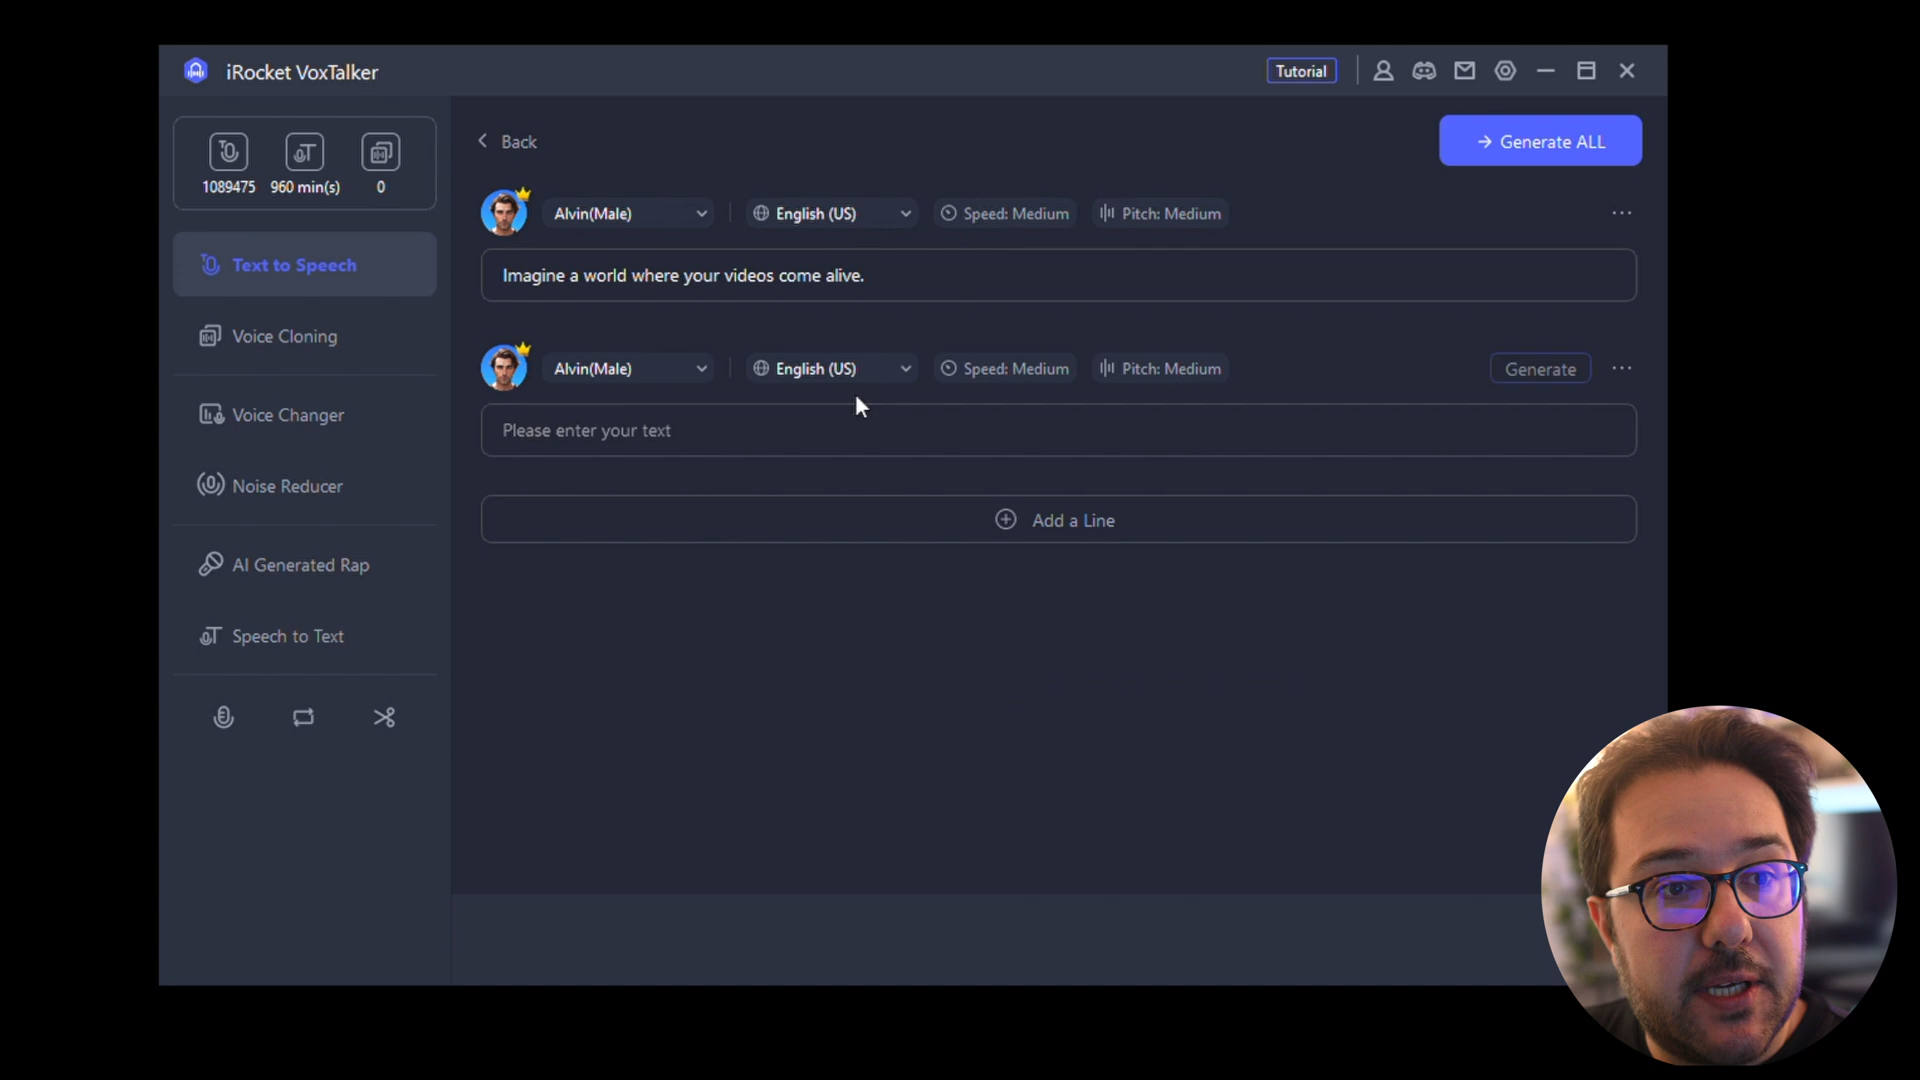 iRocket VoxTalker
Tutorial
1089475
960 min(s)
0
Back
Generate ALL
Alvin(Male)
English (US)
Speed: Medium
Pitch: Medium
Text to Speech
Imagine a world where your videos come alive.
Voice Cloning
Alvin(Male)
English (US)
Speed: Medium
Pitch: Medium
Generate
Voice Changer
Please enter your text
Noise Reducer
Add a Line
AI Generated Rap
Speech to Text